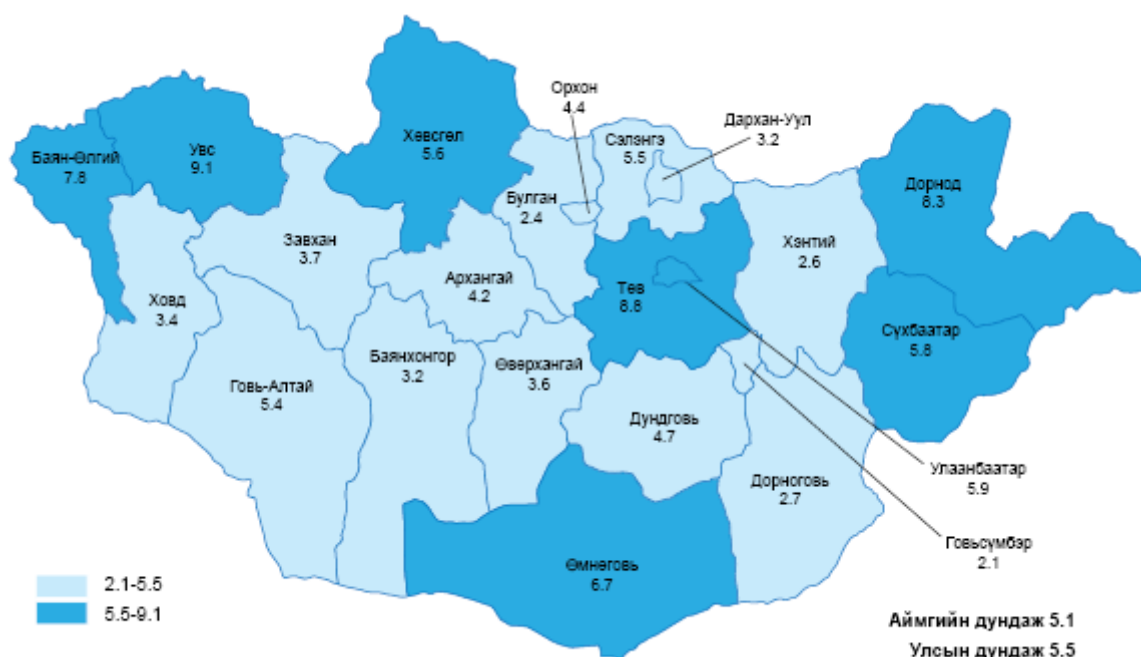 Орхон
4.4
Дархан-Уул
3.2
Хөвсгөл
5.6
Сэлэнгэ
5.5
Увс
9.1
Баян-Өлгий
7.8
Дорнод
8.3
Булган
2.4
Завхан
3.7
Хэнтий
2.6
Архангай
4.2
Төв
8.8
Ховд
3.4
Сүхбаатар
5.8
Баянхонгор
3.2
Өвөрхангай
3.6
Говь-Алтай
5.4
Дундговь
4.7
Улаанбаатар
5.9
Дорноговь
2.7
Говьсүмбэр
2.1
Өмнөговь
6.7
2.1-5.5
5.5-9.1
Аймгийн дундаж 5.1
Улсын дундаж 5.5